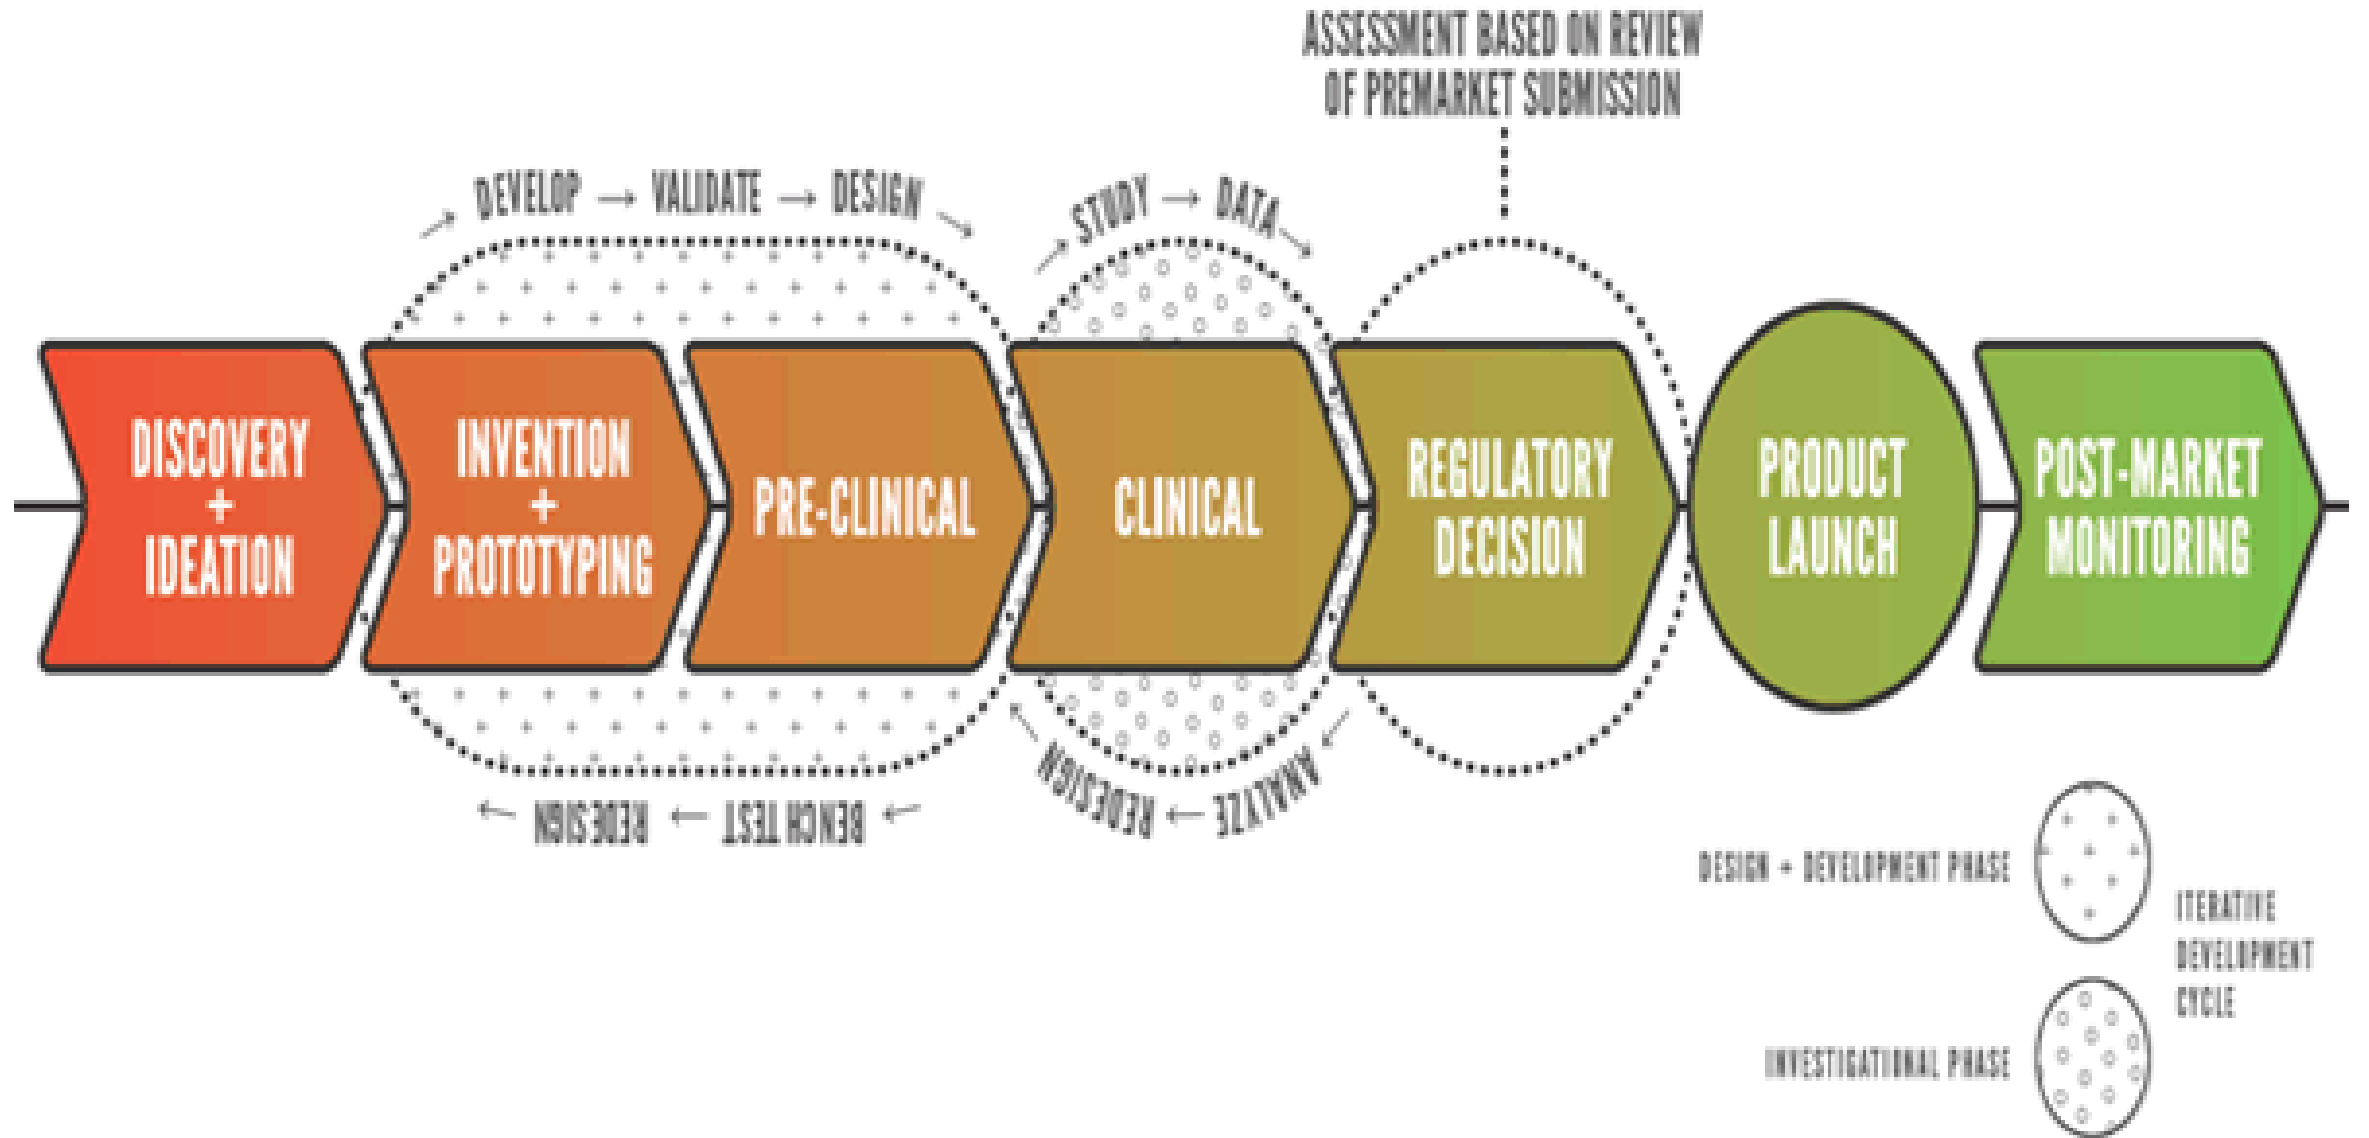 ASSESSMENT BASED ON REVIEW
OF PREMARKET SUBMISSION
→ DEVELOP → VALIDATE → DESIGN →
→ STUDY → DATA →
DISCOVERY
+
IDEATION
INVENTION
+
PROTOTYPING
PRE-CLINICAL
CLINICAL
REGULATORY
DECISION
PRODUCT
LAUNCH
POST-MARKET
MONITORING
→ BENCH TEST → REDESIGN →
→ ANALYZE → REDESIGN →
DESIGN + DEVELOPMENT PHASE
ITERATIVE
DEVELOPMENT
CYCLE
INVESTIGATIONAL PHASE